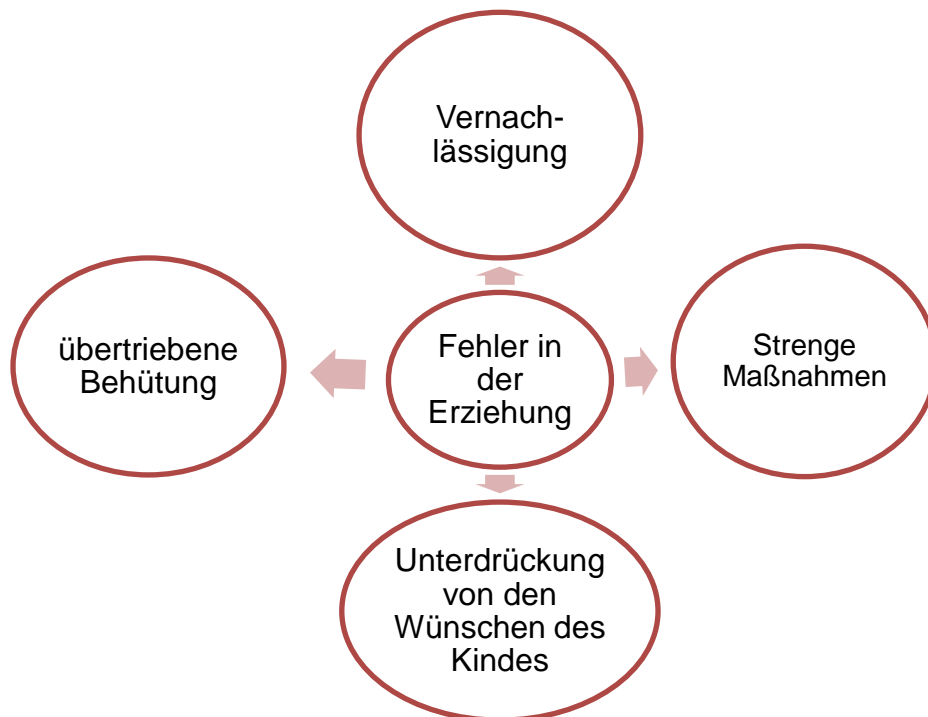 Vernach-
lässigung
übertriebene
Behütung
Fehler in
der
Erziehung
Strenge
Maßnahmen
Unterdrückung
von den
Wünschen des
Kindes